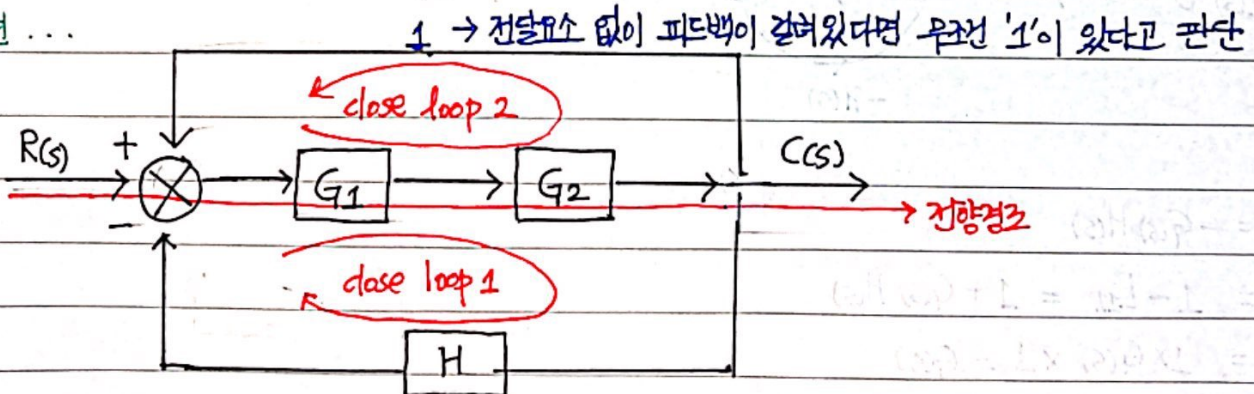 1 → 전달요소 없이 피드백이 걸려있다면 무조건 '1'이 있다고 판단
close loop 2
R(s) + C(s)
G1 G2
−
전향경로
close loop 1
H